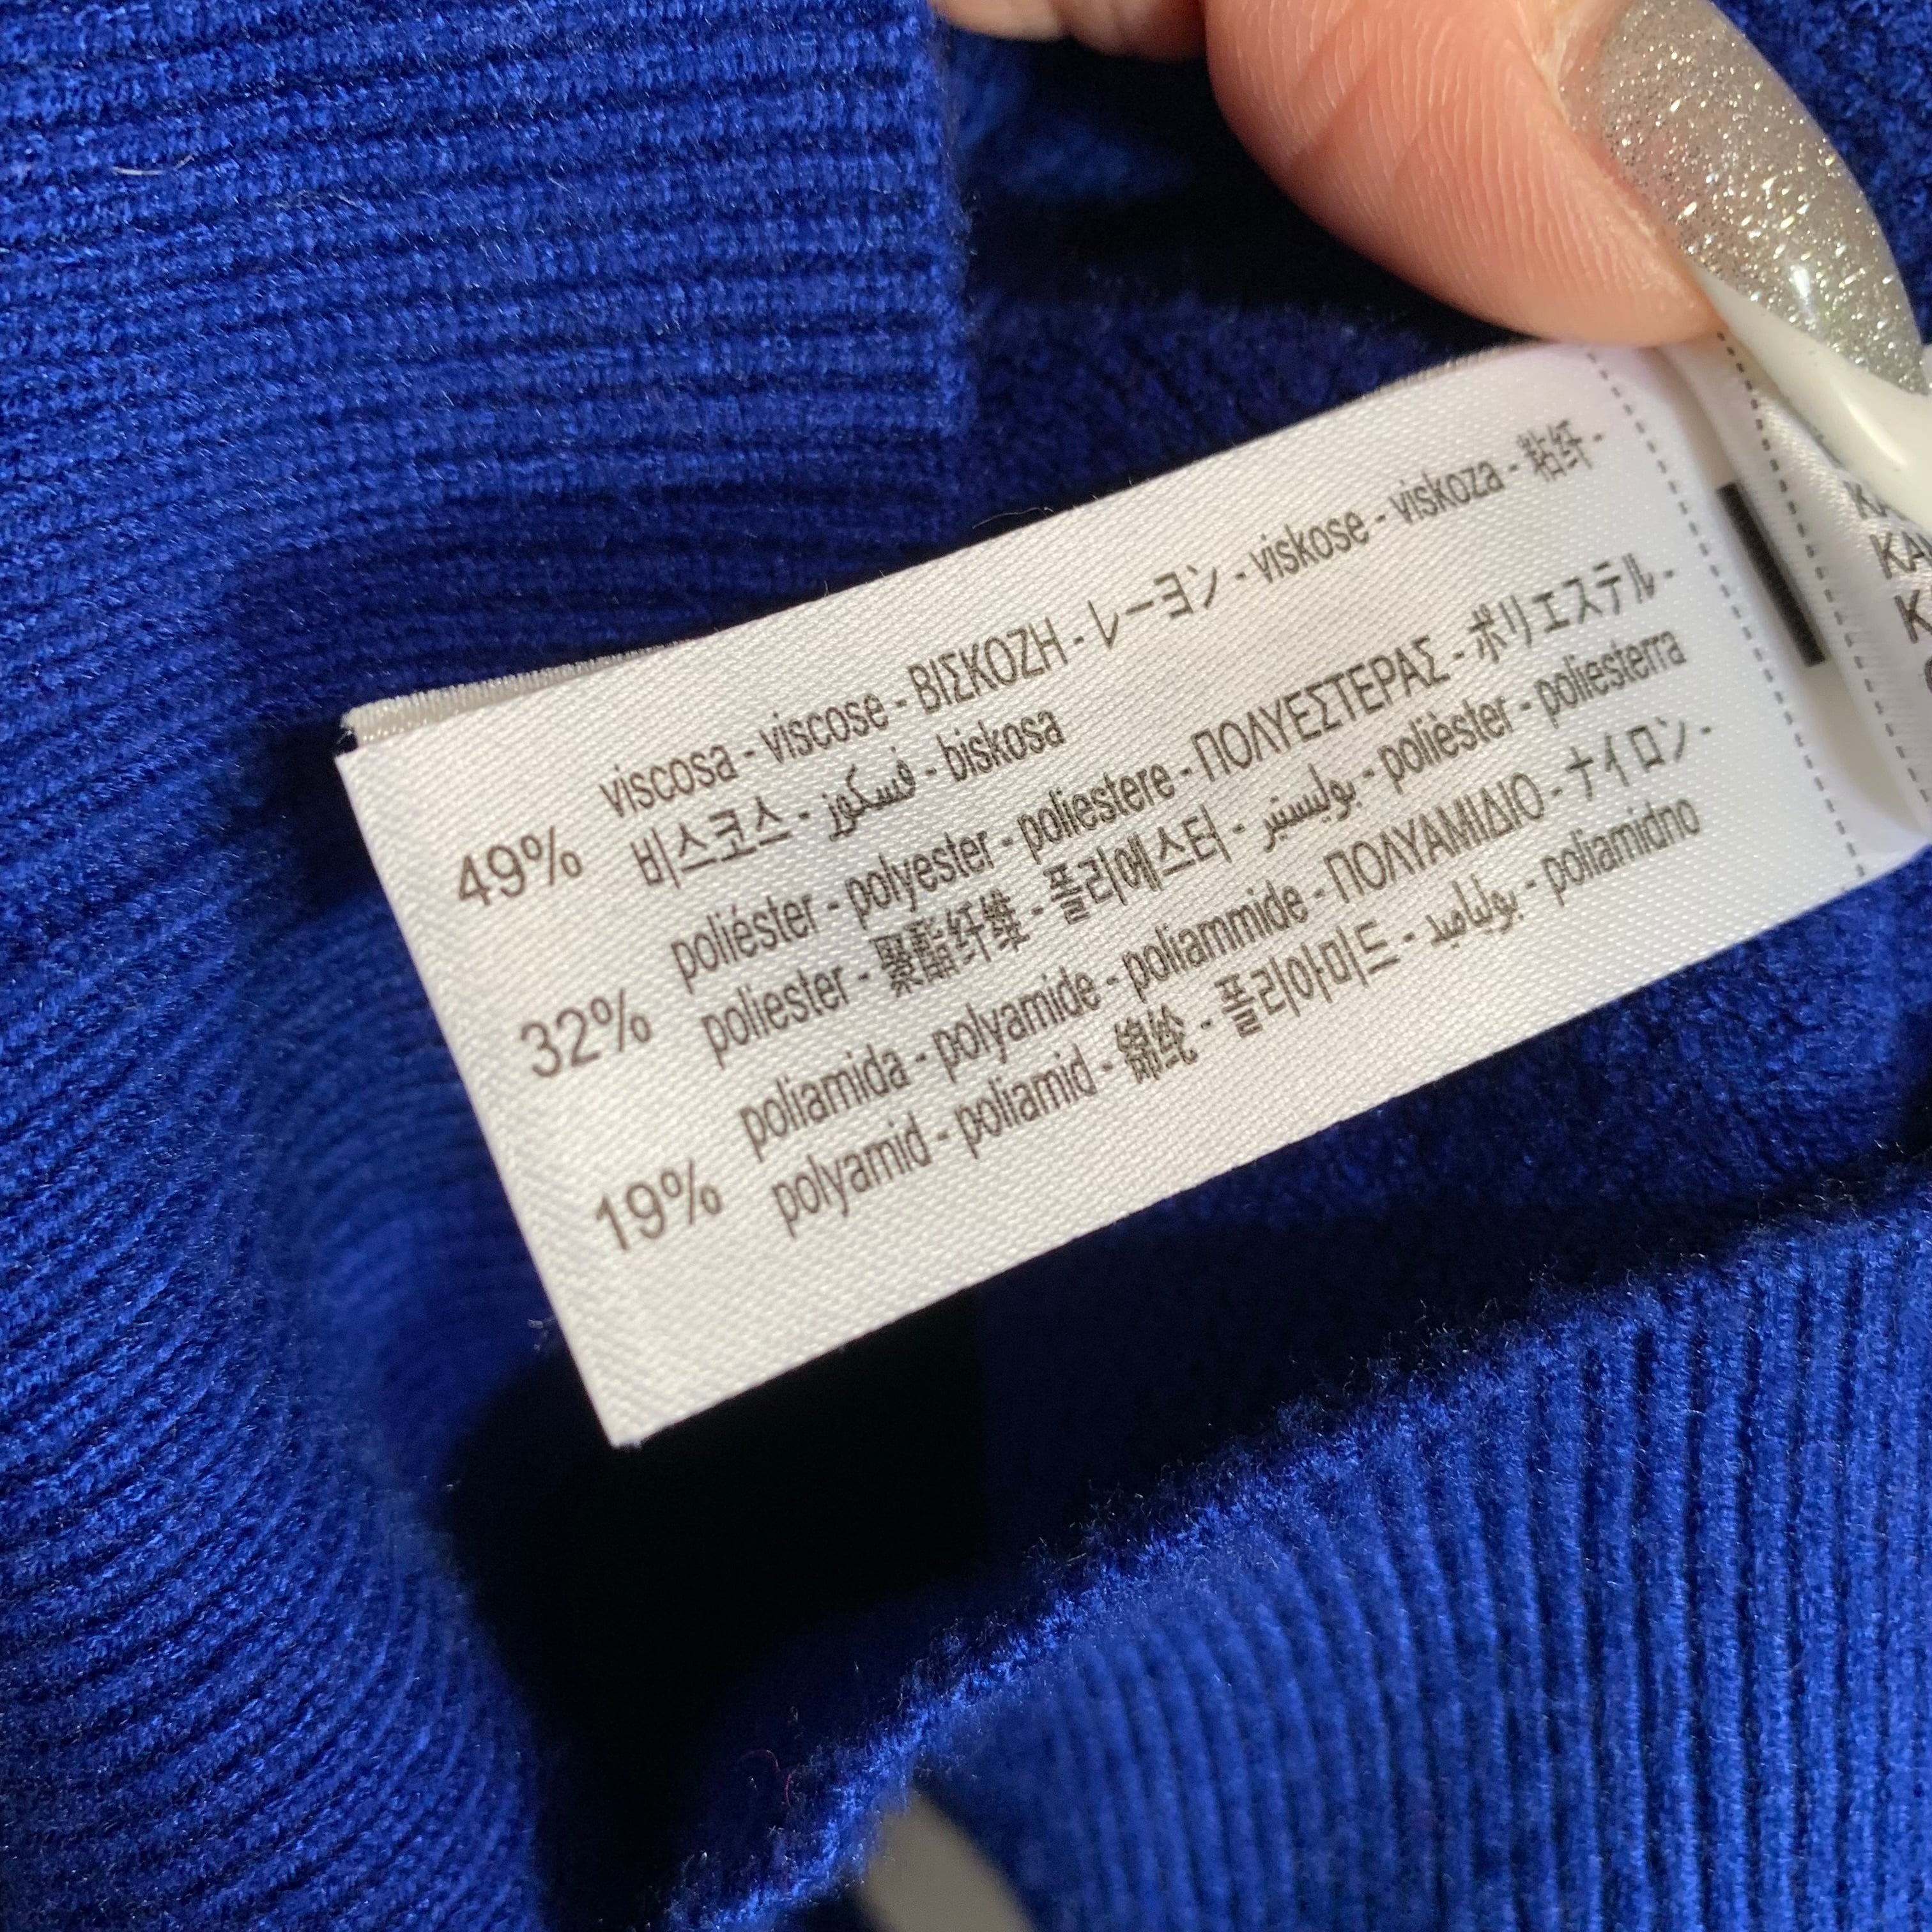 49% viscosa - viscose - ΒΙΣΚΟΖΗ - レーヨン - viskose - viskoza - 粘纤 -
비스코스 - فسكوز - biskosa
32% poliéster - polyester - poliestere - ΠΟΛΥΕΣΤΕΡΑΣ - ポリエステル -
poliester - 聚酯纤维 - 폴리에스터 - بوليستر - polièster - poliesterra
19% poliamida - polyamide - poliammide - ΠΟΛΥΑΜΙΔΙΟ - ナイロン -
polyamid - poliamid - 锦纶 - 폴리아미드 - بولياميد - poliamidno